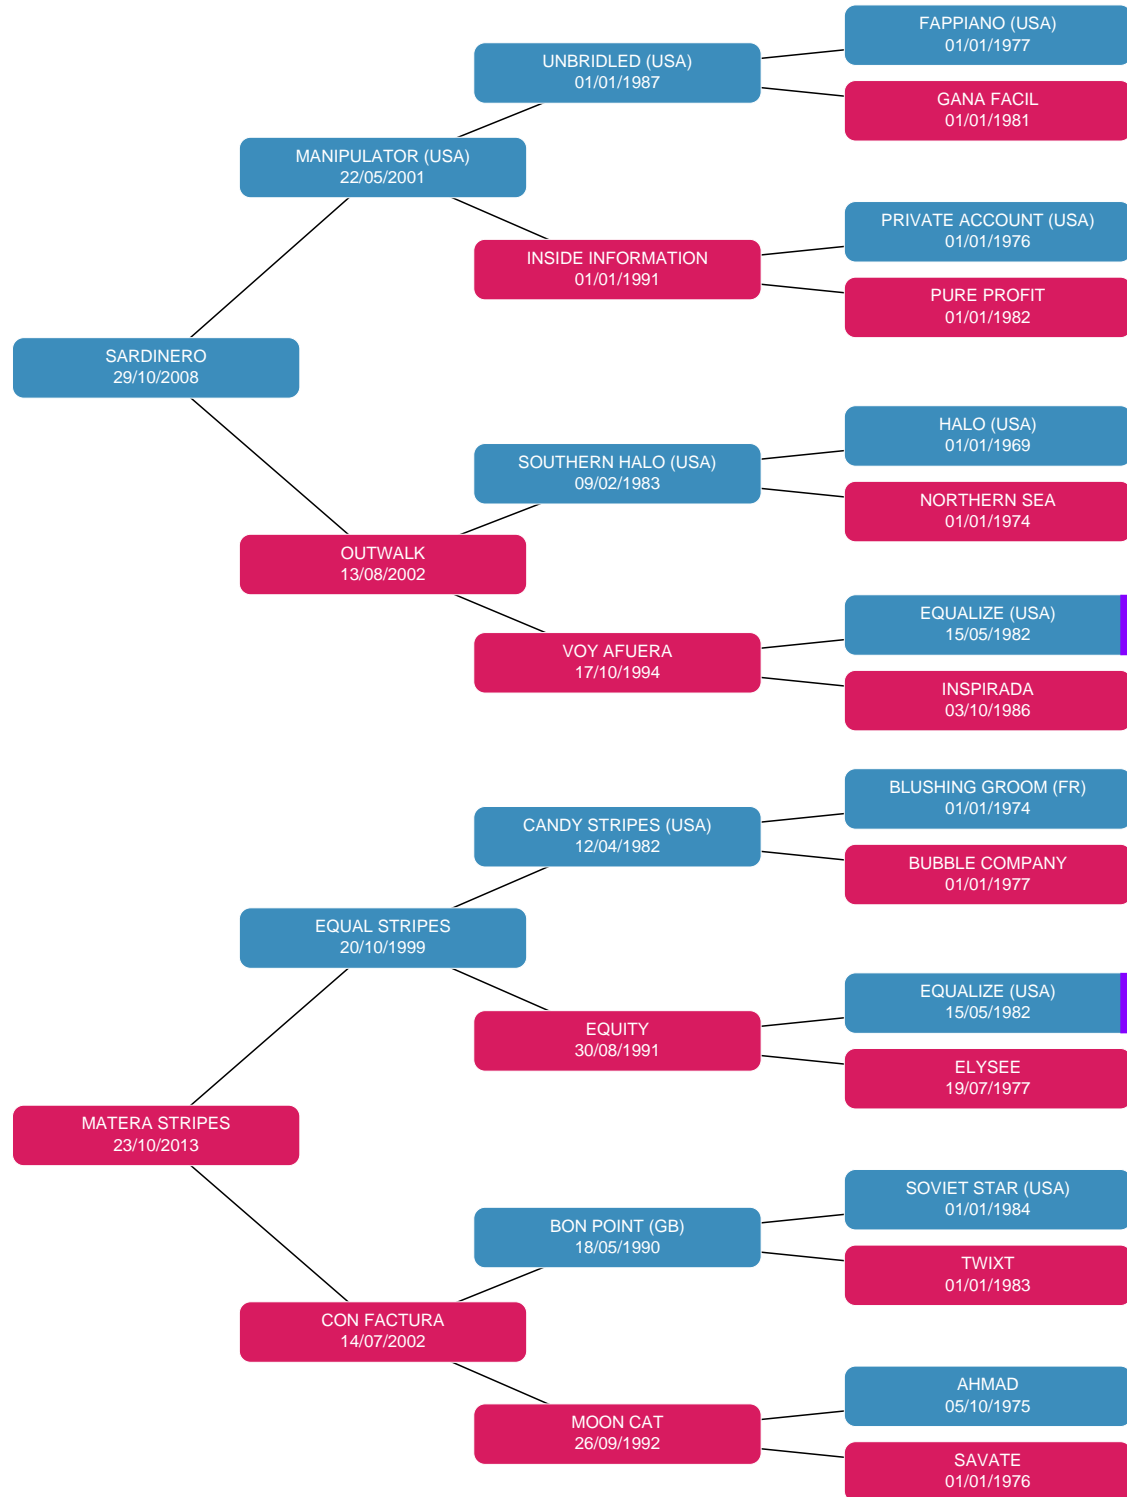 FAPPIANO (USA)
01/01/1977
UNBRIDLED (USA)
01/01/1987
GANA FACIL
01/01/1981
MANIPULATOR (USA)
22/05/2001
PRIVATE ACCOUNT (USA)
01/01/1976
INSIDE INFORMATION
01/01/1991
PURE PROFIT
01/01/1982
SARDINERO
29/10/2008
HALO (USA)
01/01/1969
SOUTHERN HALO (USA)
09/02/1983
NORTHERN SEA
01/01/1974
OUTWALK
13/08/2002
EQUALIZE (USA)
15/05/1982
VOY AFUERA
17/10/1994
INSPIRADA
03/10/1986
BLUSHING GROOM (FR)
01/01/1974
CANDY STRIPES (USA)
12/04/1982
BUBBLE COMPANY
01/01/1977
EQUAL STRIPES
20/10/1999
EQUALIZE (USA)
15/05/1982
EQUITY
30/08/1991
ELYSEE
19/07/1977
MATERA STRIPES
23/10/2013
SOVIET STAR (USA)
01/01/1984
BON POINT (GB)
18/05/1990
TWIXT
01/01/1983
CON FACTURA
14/07/2002
AHMAD
05/10/1975
MOON CAT
26/09/1992
SAVATE
01/01/1976